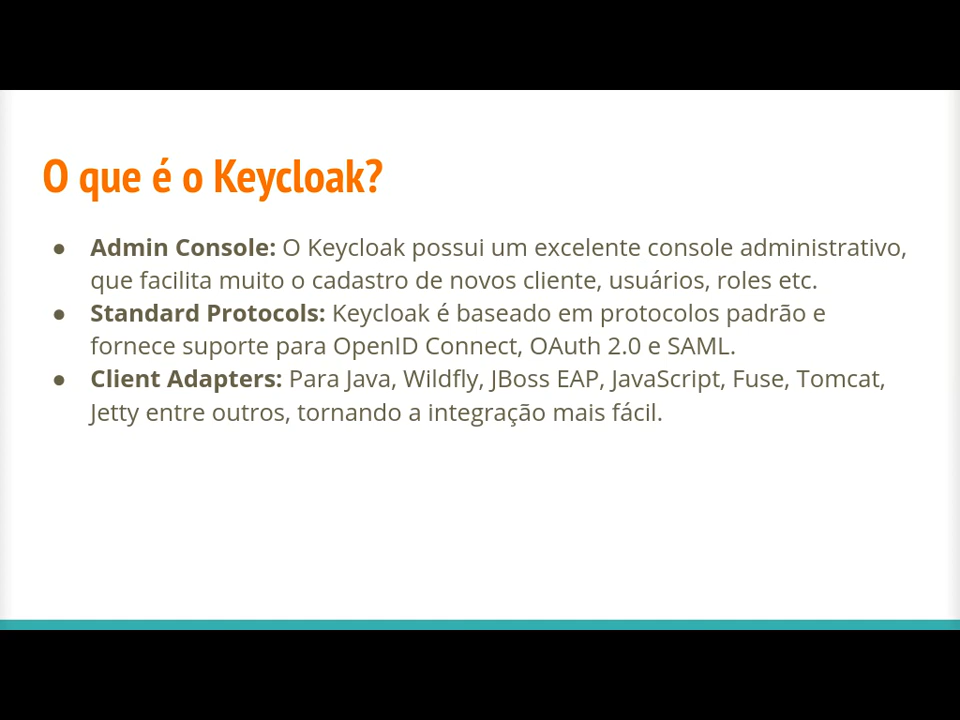 O que é o Keycloak?
● Admin Console: O Keycloak possui um excelente console administrativo,
que facilita muito o cadastro de novos cliente, usuários, roles etc.
● Standard Protocols: Keycloak é baseado em protocolos padrão e
fornece suporte para OpenID Connect, OAuth 2.0 e SAML.
● Client Adapters: Para Java, Wildfly, JBoss EAP, JavaScript, Fuse, Tomcat,
Jetty entre outros, tornando a integração mais fácil.